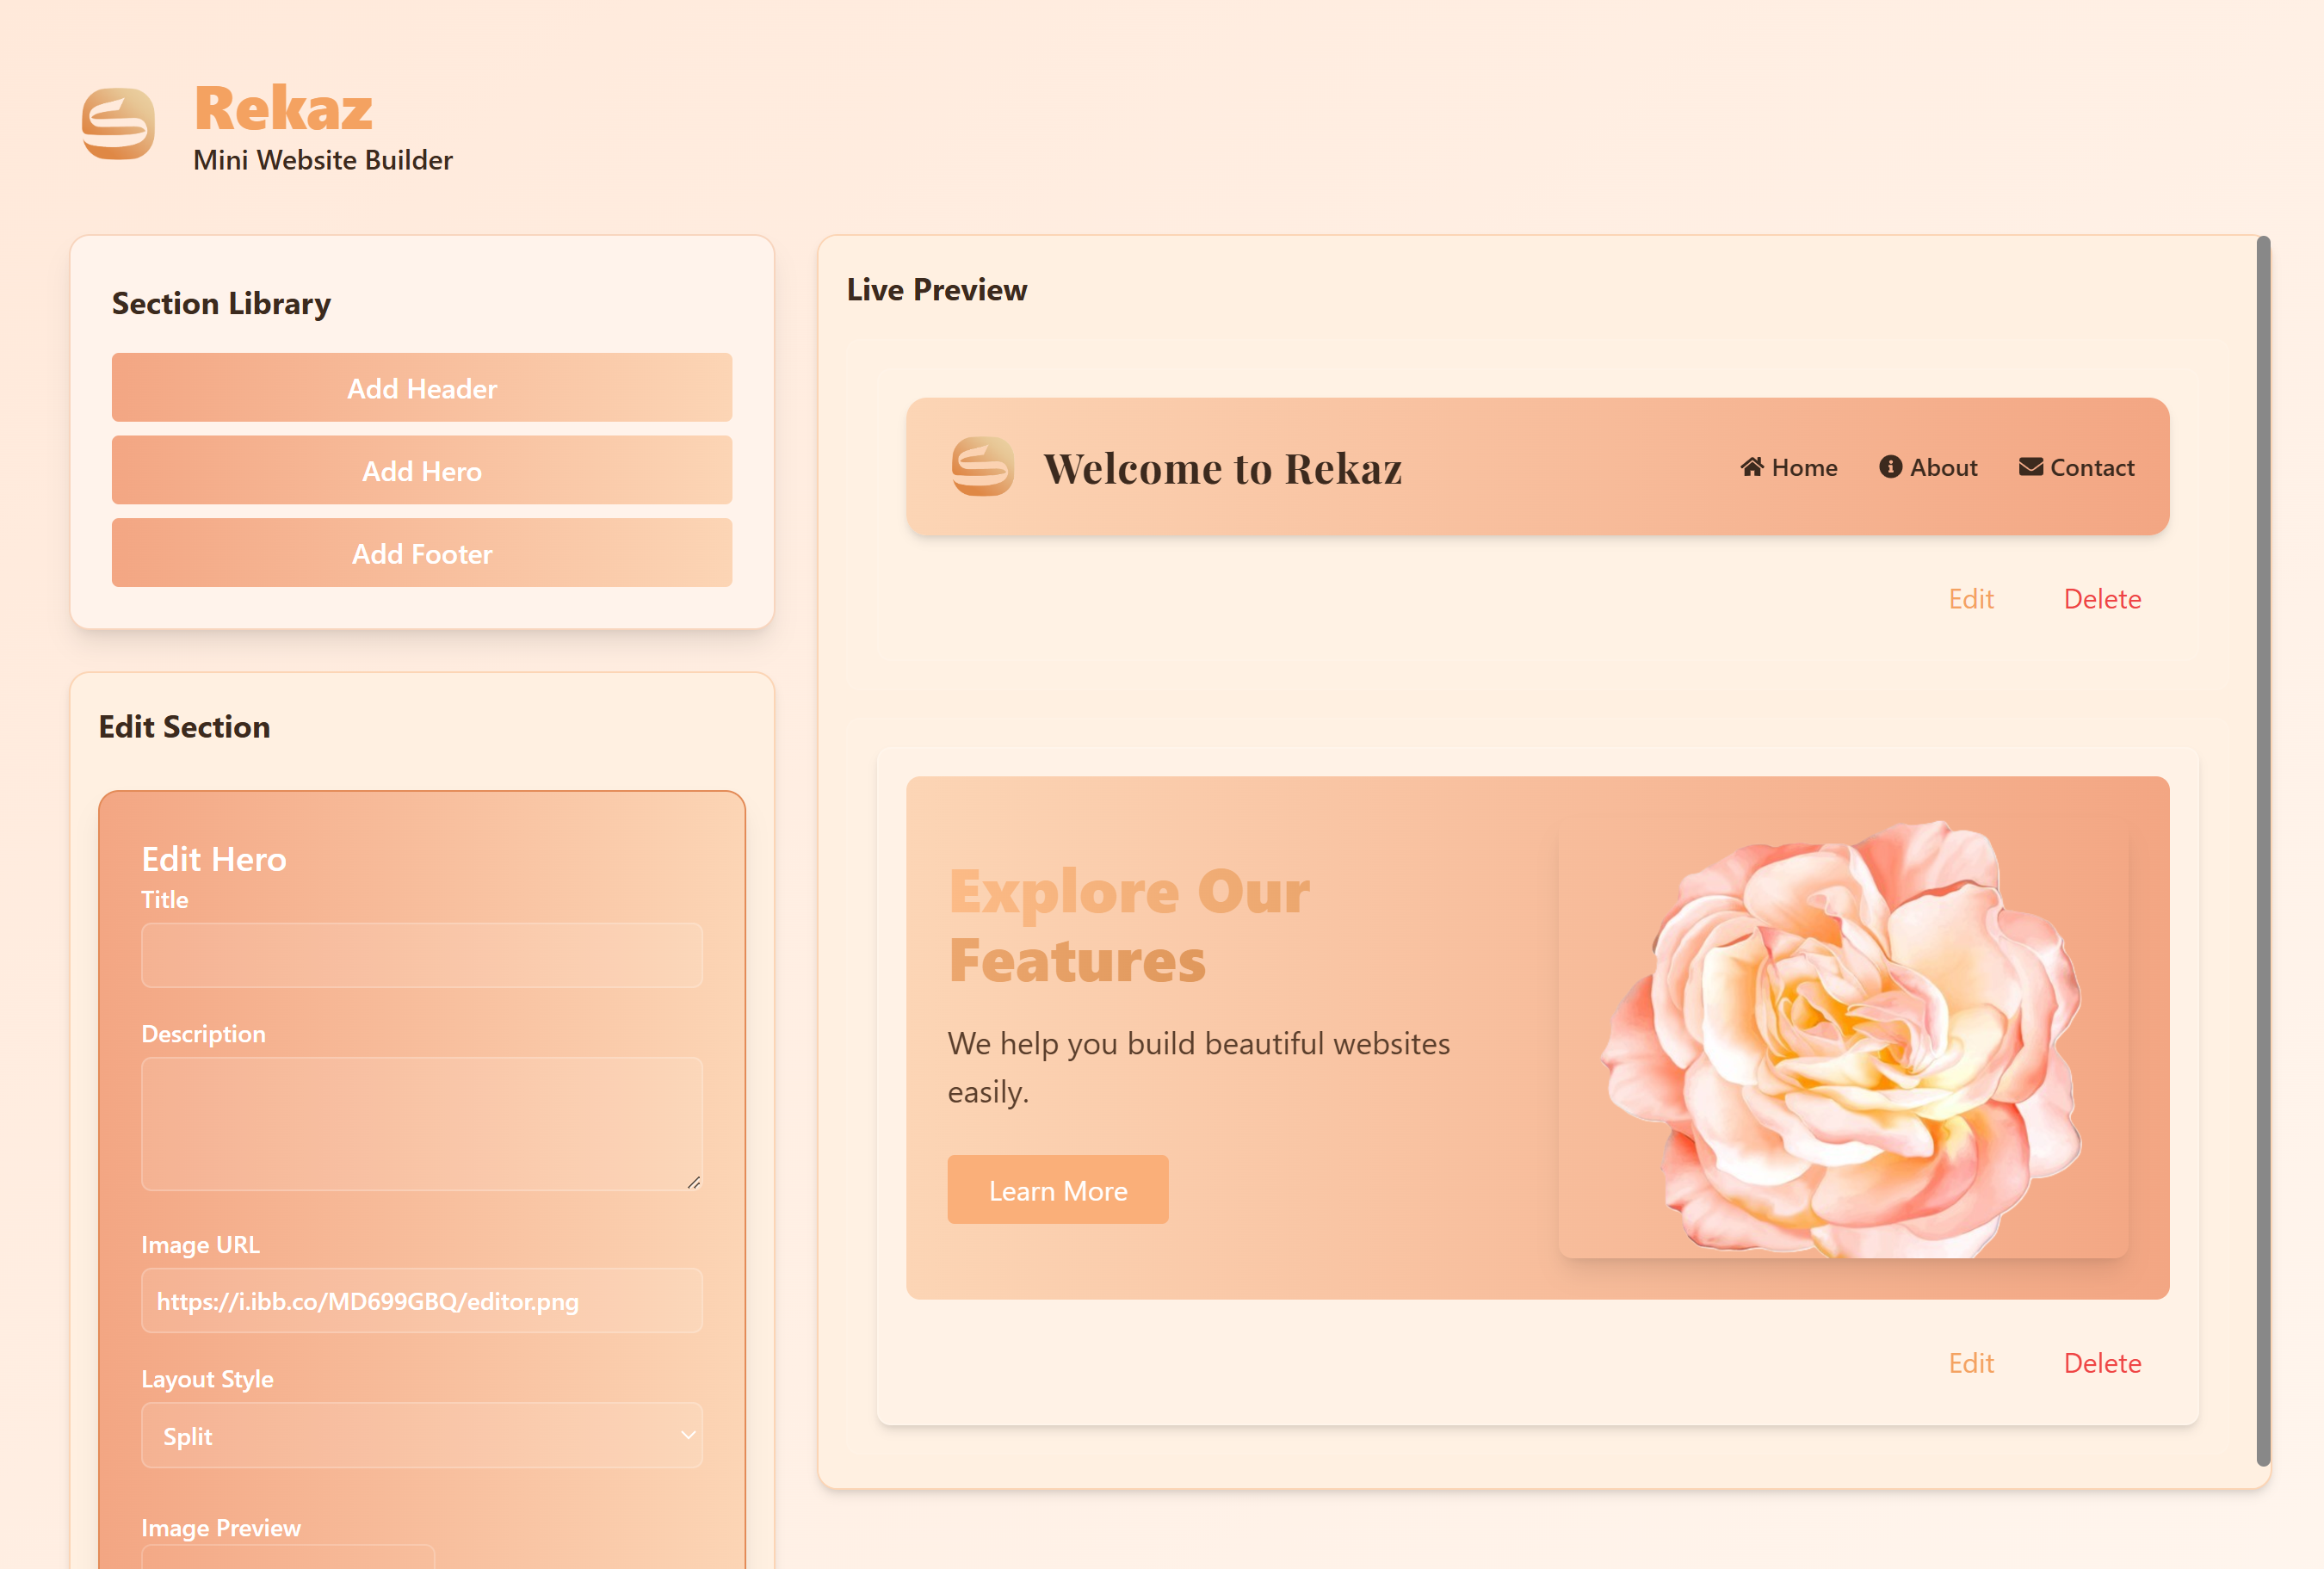 Rekaz
Mini Website Builder
Section Library
Add Header
Add Hero
Add Footer
Edit Section
Edit Hero
Title
Description
Image URL
https://i.ibb.co/MD699GBQ/editor.png
Layout Style
Split
Image Preview
Live Preview
Welcome to Rekaz
Home About Contact
Edit Delete
Explore Our
Features
We help you build beautiful websites
easily.
Learn More
Edit Delete